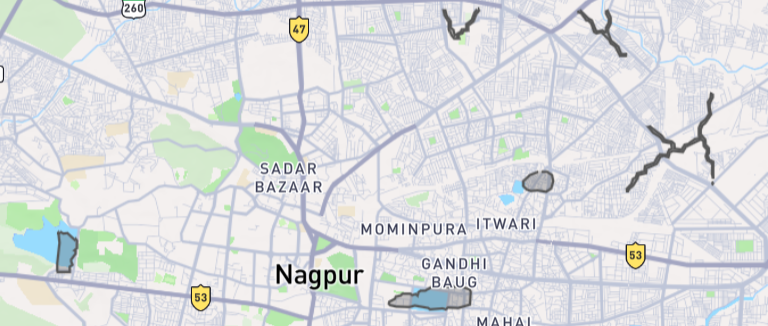 260
47
SADAR
BAZAAR
MOMINPURA
ITWARI
53
GANDHI
BAUG
Nagpur
53
MAHAL